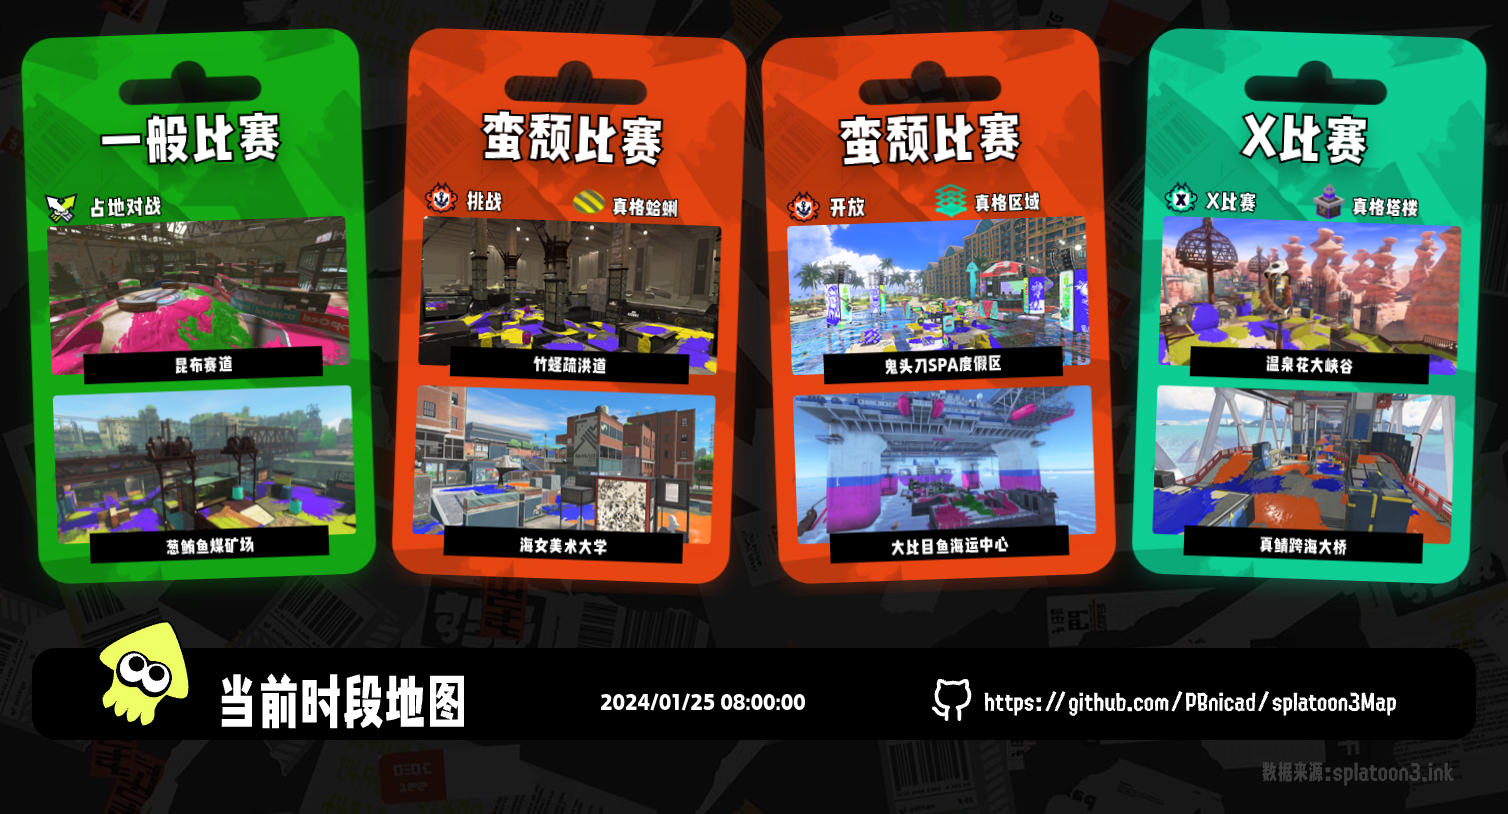 一般比赛
占地对战
昆布赛道
葱鲔鱼煤矿场
蛮颓比赛
挑战
真格蛤蜊
竹蛏疏洪道
海女美术大学
蛮颓比赛
开放
真格区域
鬼头刀SPA度假区
大比目鱼海运中心
X比赛
X比赛
真格塔楼
温泉花大峡谷
真鲭跨海大桥
当前时段地图
2024/01/25 08:00:00
https://github.com/PBnicad/splatoon3Map
数据来源:splatoon3.ink